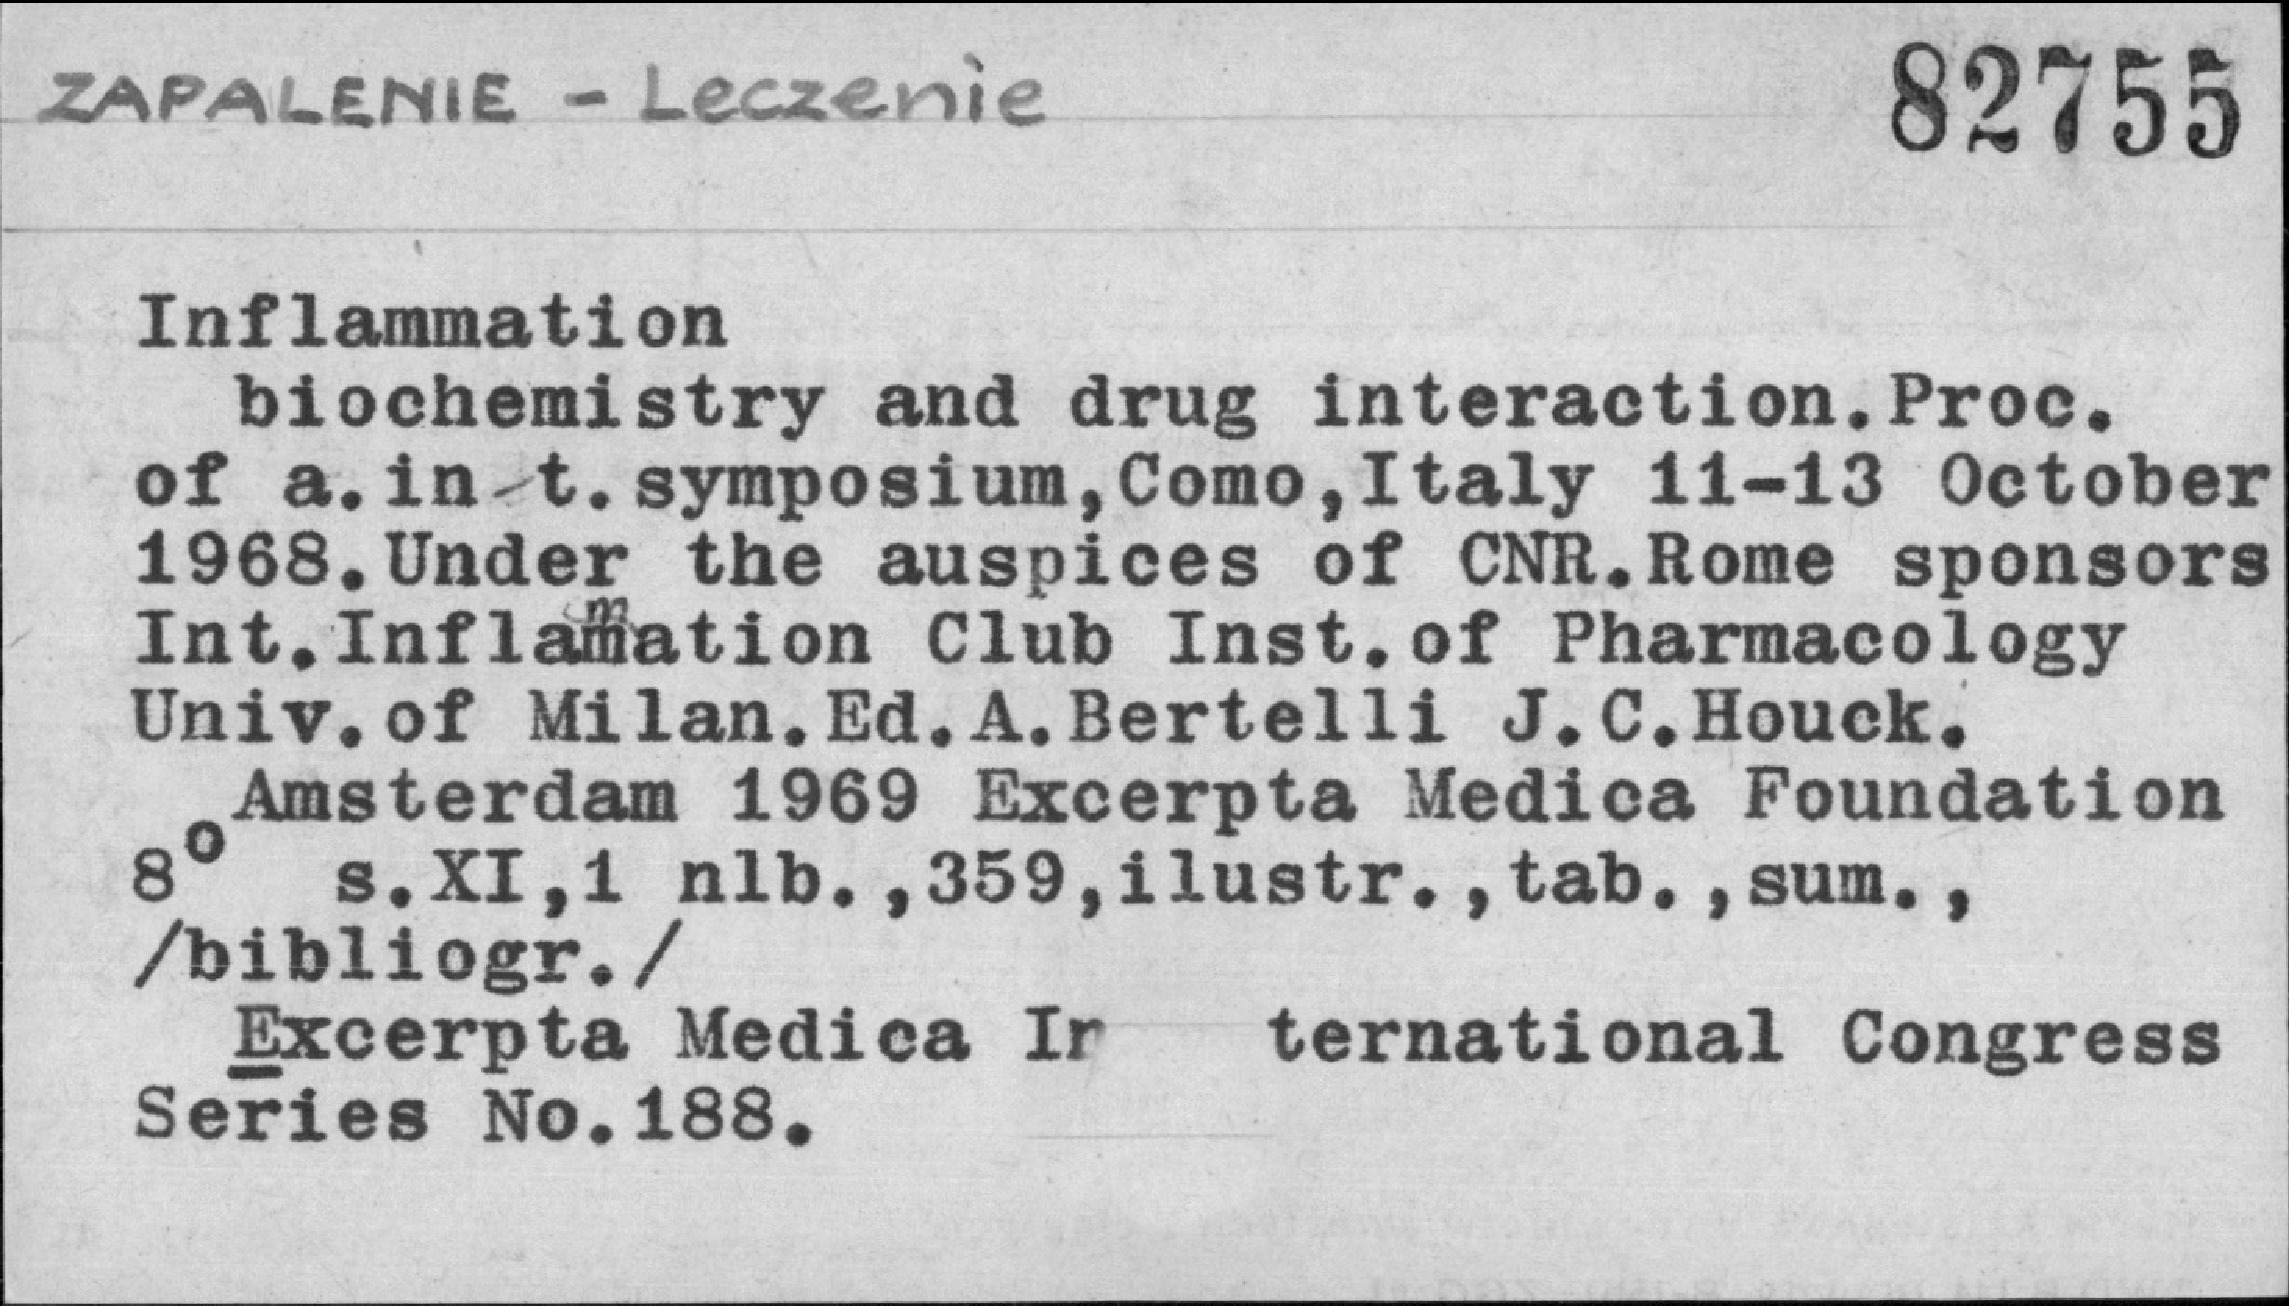 ZAPALENIE - Leczenie
82755
Inflammation
biochemistry and drug interaction.Proc.
of a.in-t.symposium,Como,Italy 11-13 October
1968.Under the auspices of CNR.Rome sponsors
Int.Inflammation Club Inst.of Pharmacology
Univ.of Milan.Ed.A.Bertelli J.C.Houck.
Amsterdam 1969 Excerpta Medica Foundation
8° s.XI,1 nlb.,359,ilustr.,tab.,sum.,
/bibliogr./
Excerpta Medica In ternational Congress
Series No.188.